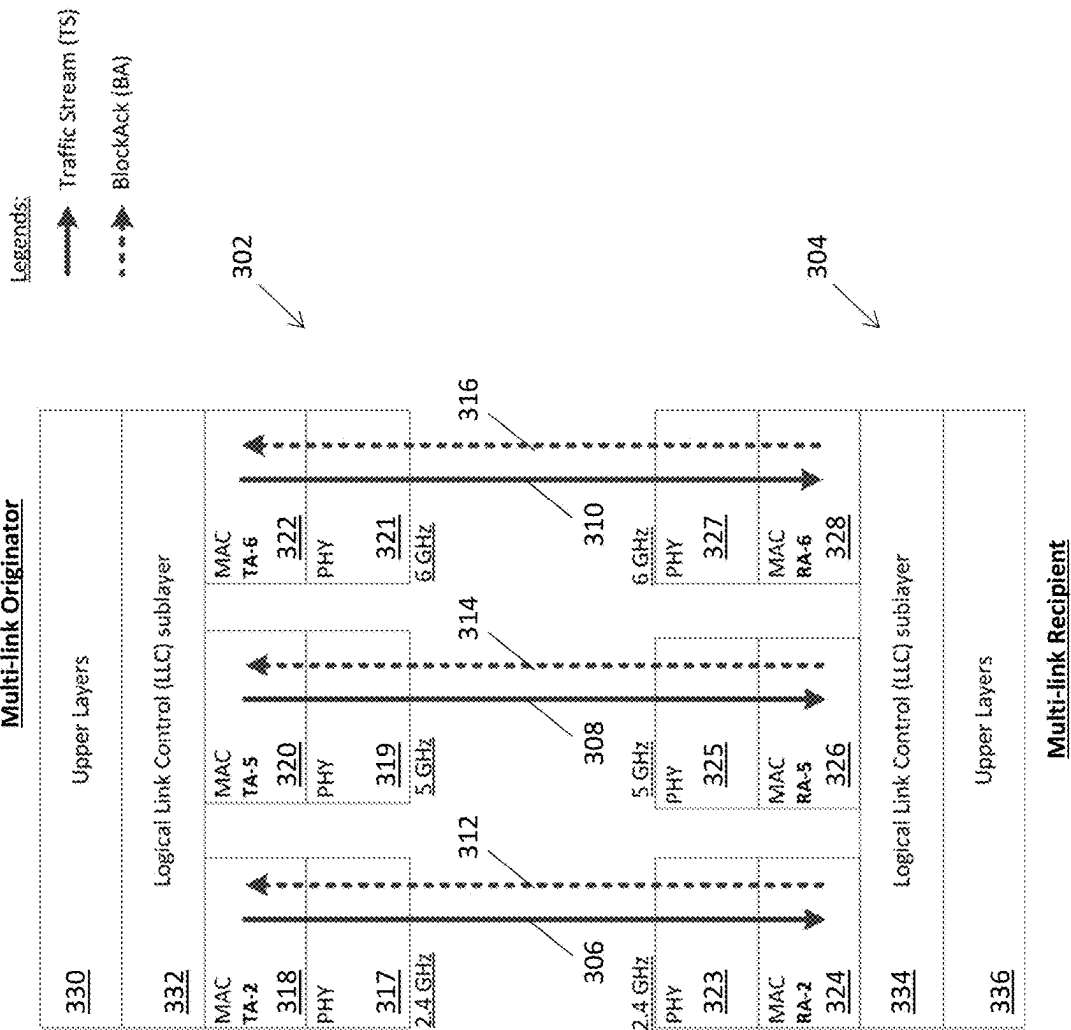 Legends:
Traffic Stream (TS)
BlockAck (BA)
Multi-link Originator
302
330
Upper Layers
332
Logical Link Control (LLC) sublayer
MAC
TA-2
318
MAC
TA-5
320
MAC
TA-6
322
PHY
317
PHY
319
PHY
321
2.4 GHz
5 GHz
6 GHz
312
314
316
306
308
310
2.4 GHz
5 GHz
6 GHz
PHY
323
PHY
325
PHY
327
MAC
RA-2
324
MAC
RA-5
326
MAC
RA-6
328
304
334
Logical Link Control (LLC) sublayer
336
Upper Layers
Multi-link Recipient